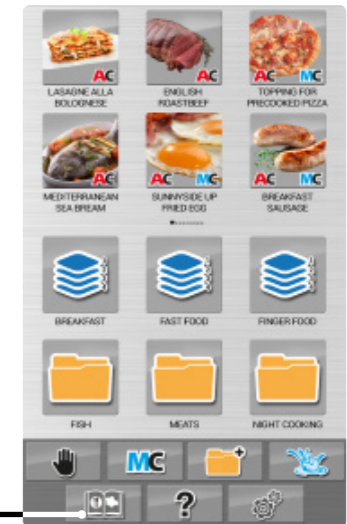 AC
AC
AC MC
LASAGNE ALLA
BOLOGNESE
ENGLISH
ROASTBEEF
TOPPING FOR
PRECOOKED PIZZA
AC
AC MC
AC MC
MEDITERRANEAN
SEA BREAM
SUNNYSIDE UP
FRIED EGG
BREAKFAST
SAUSAGE
BREAKFAST
FAST FOOD
FINGER FOOD
FISH
MEATS
NIGHT COOKING
MC
?